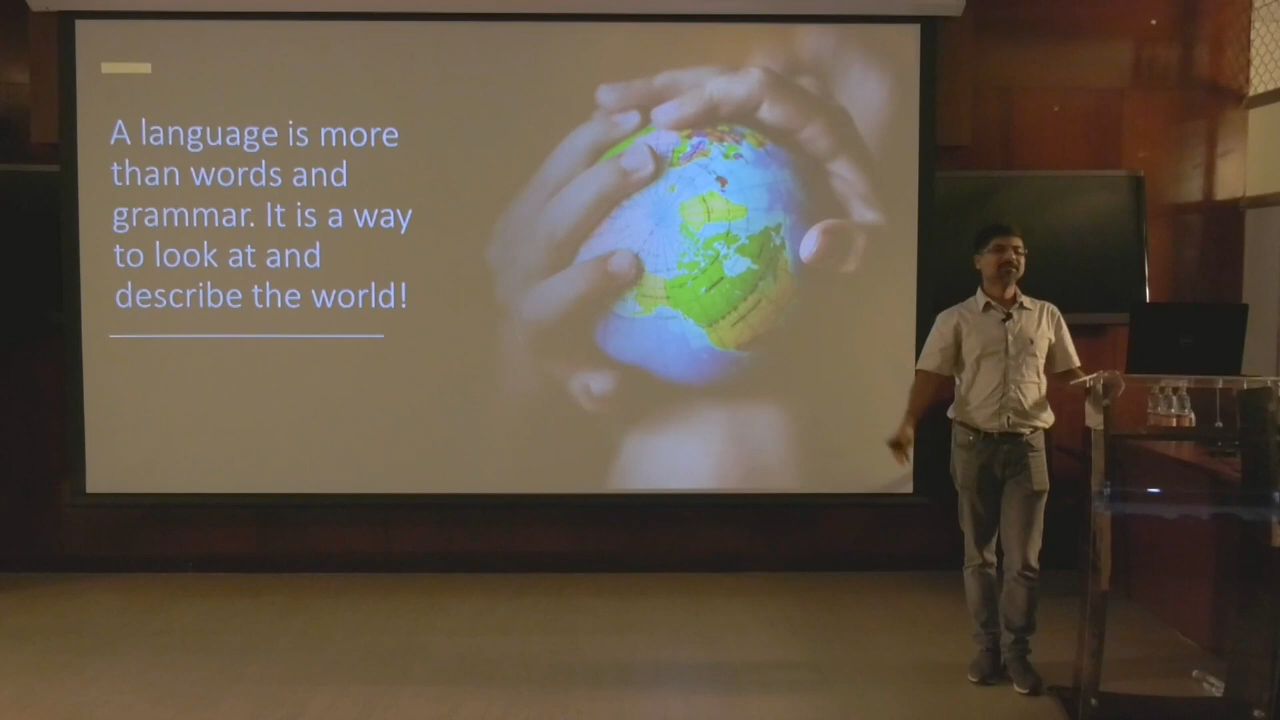 A language is more
than words and
grammar. It is a way
to look at and
describe the world!